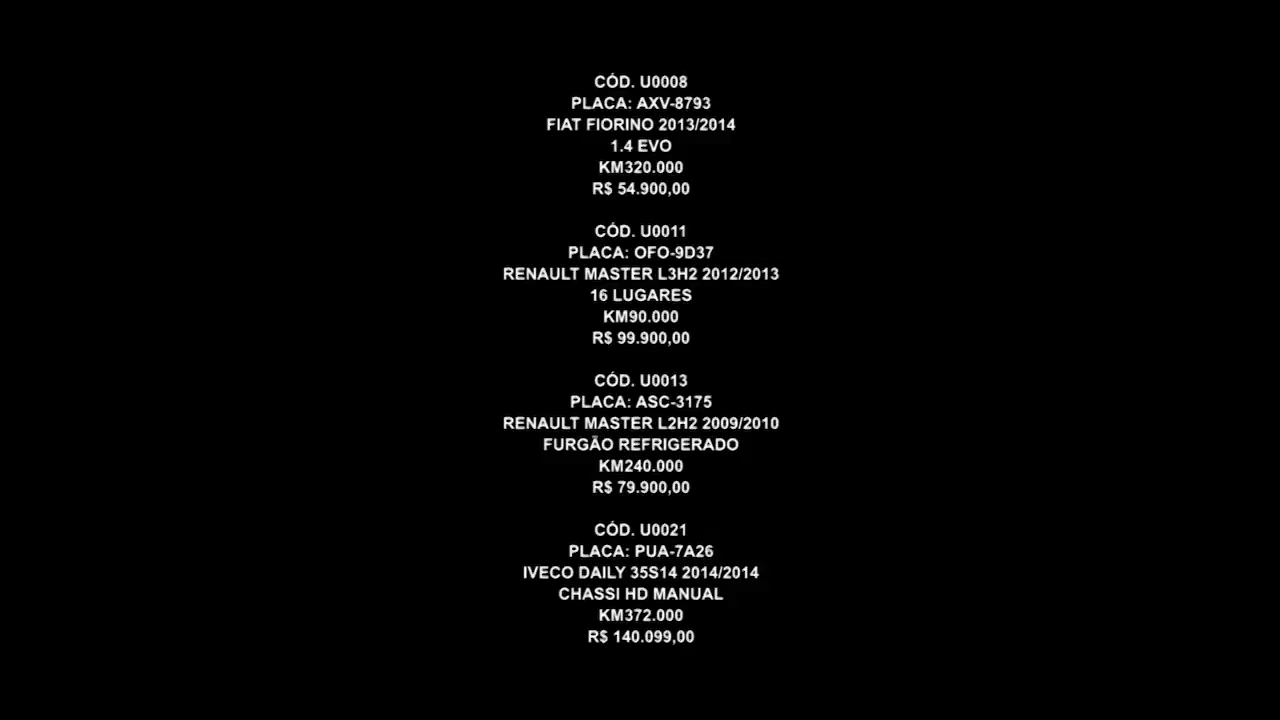 CÓD. U0008
PLACA: AXV-8793
FIAT FIORINO 2013/2014
1.4 EVO
KM320.000
R$ 54.900,00
CÓD. U0011
PLACA: OFO-9D37
RENAULT MASTER L3H2 2012/2013
16 LUGARES
KM90.000
R$ 99.900,00
CÓD. U0013
PLACA: ASC-3175
RENAULT MASTER L2H2 2009/2010
FURGÃO REFRIGERADO
KM240.000
R$ 79.900,00
CÓD. U0021
PLACA: PUA-7A26
IVECO DAILY 35S14 2014/2014
CHASSI HD MANUAL
KM372.000
R$ 140.099,00